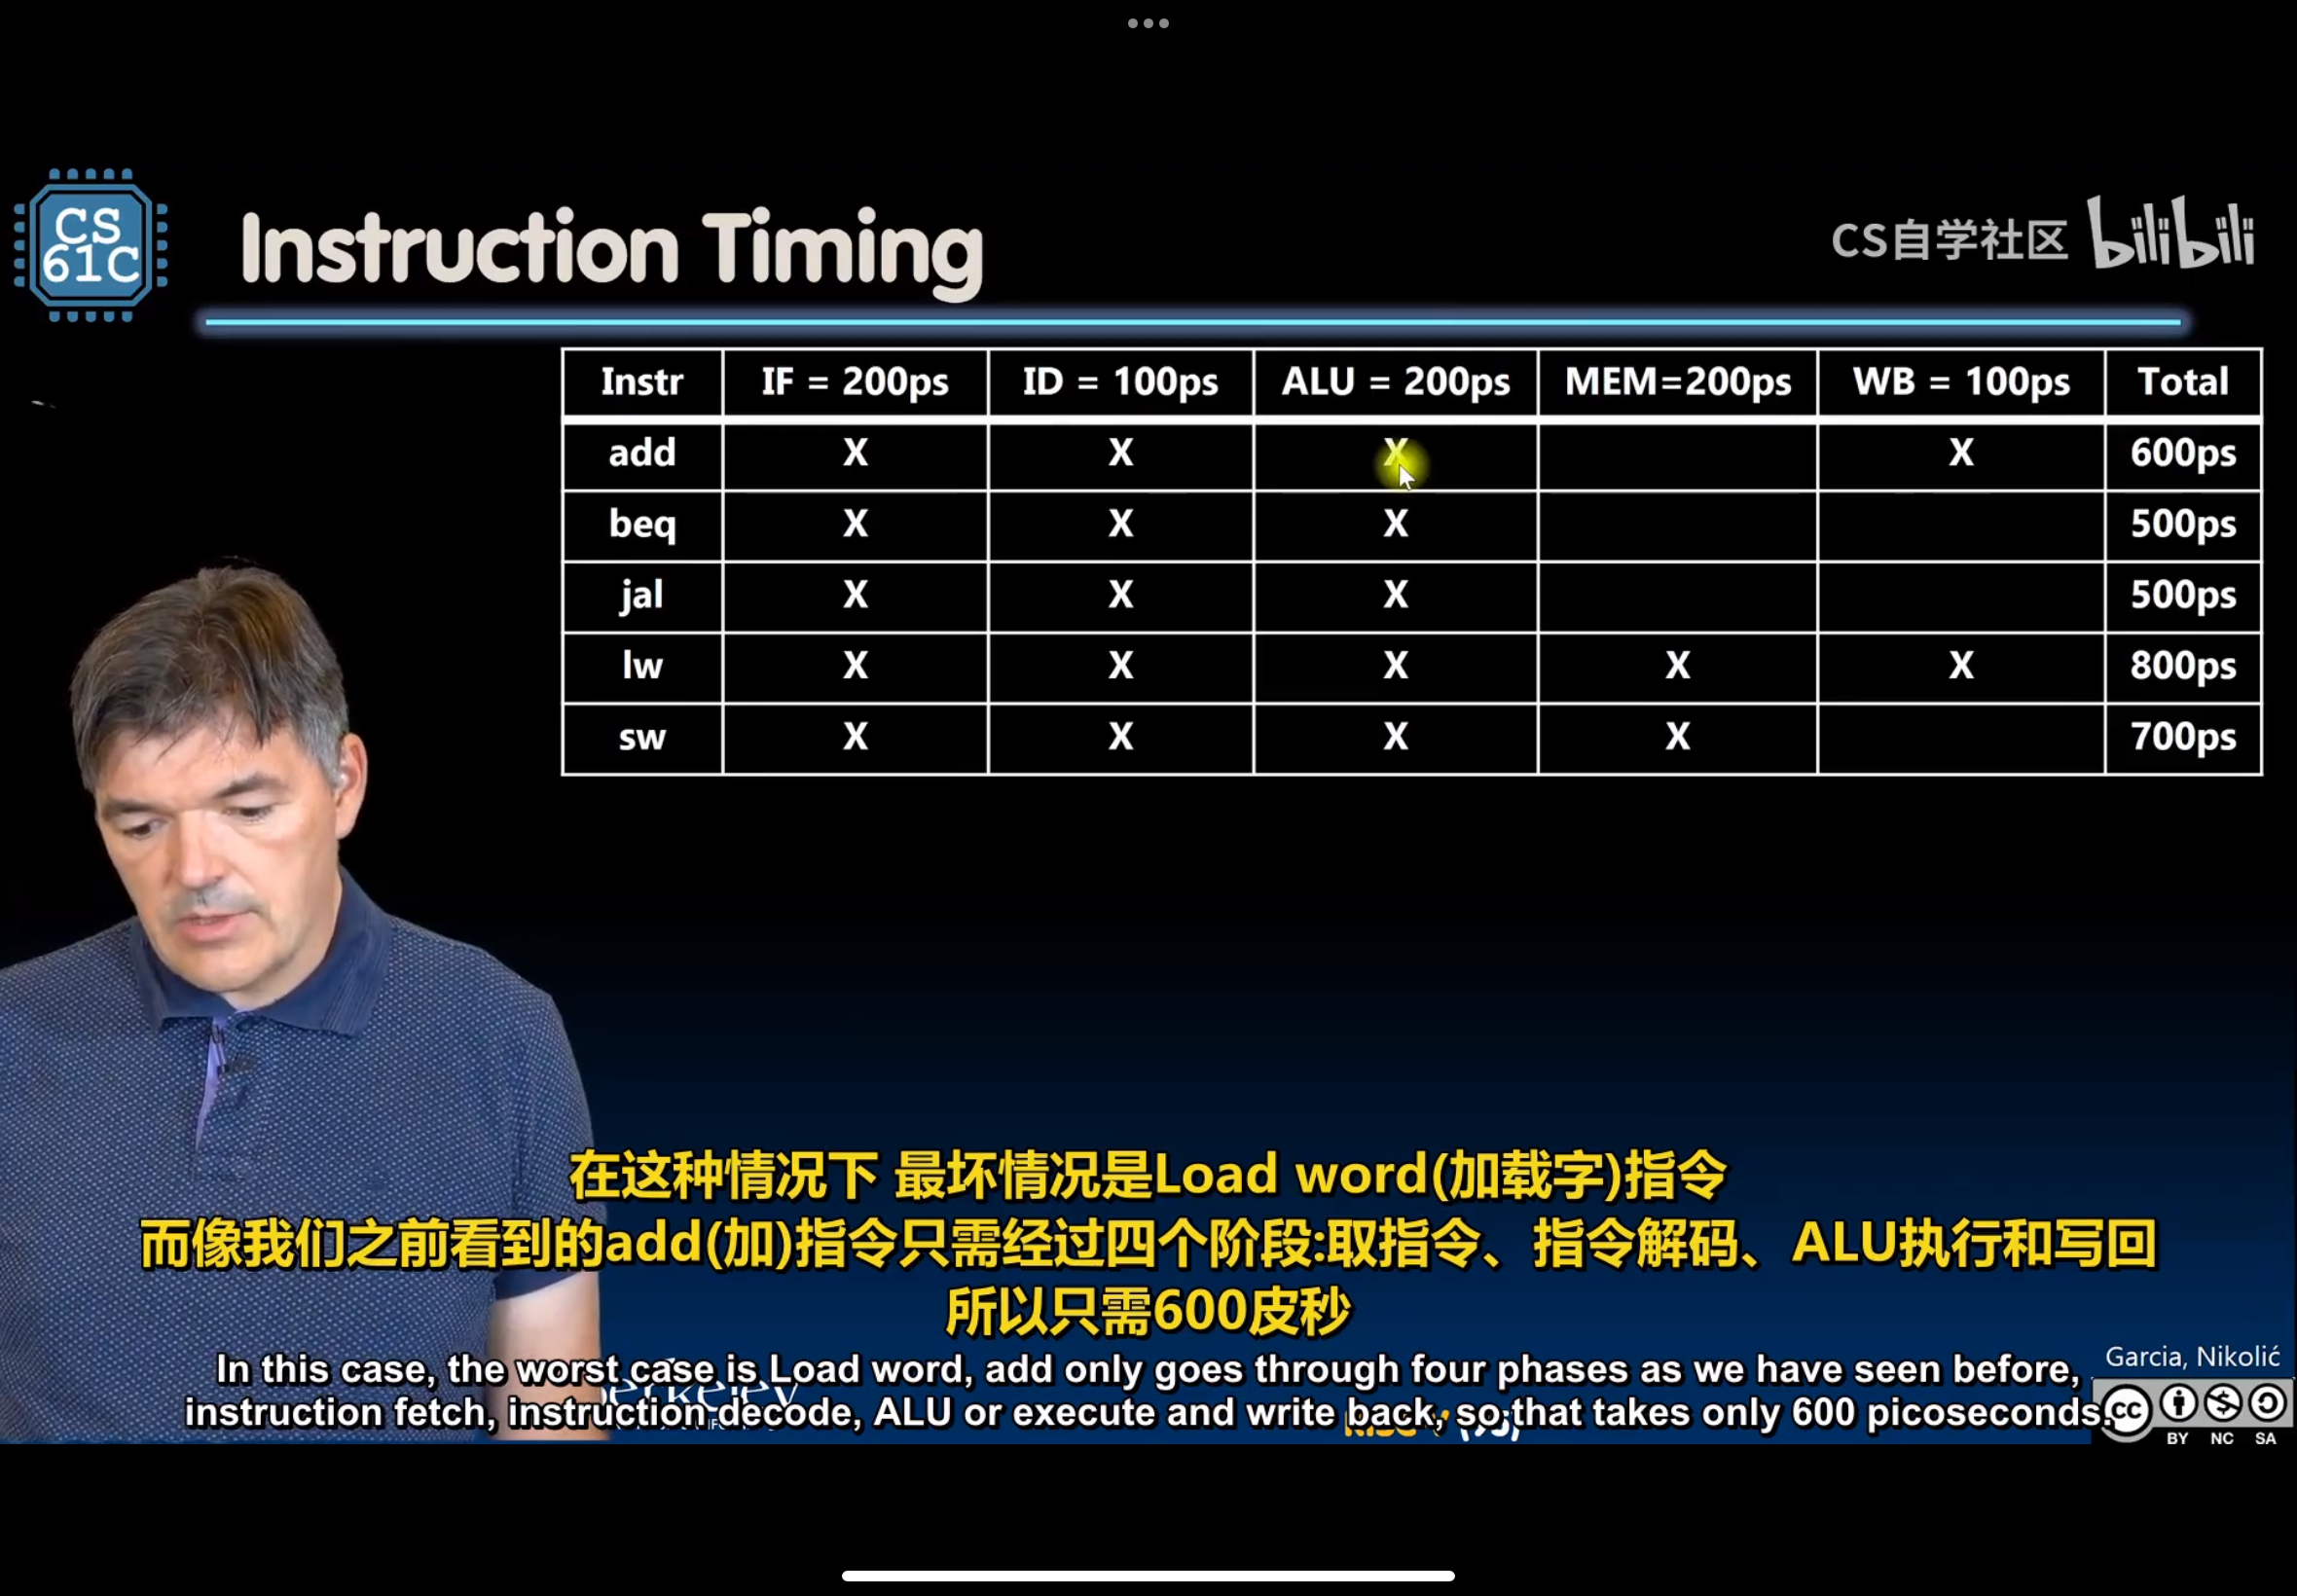 CS
61C
Instruction Timing
CS自学社区 bilibili
Instr IF = 200ps ID = 100ps ALU = 200ps MEM=200ps WB = 100ps Total
add X X X X 600ps
beq X X X 500ps
jal X X X 500ps
lw X X X X X 800ps
sw X X X X 700ps
在这种情况下 最坏情况是Load word(加载字)指令
而像我们之前看到的add(加)指令只需经过四个阶段:取指令、指令解码、ALU执行和写回
所以只需600皮秒
Garcia, Nikolić
In this case, the worst case is Load word, add only goes through four phases as we have seen before,
instruction fetch, instruction decode, ALU or execute and write back, so that takes only 600 picoseconds.
cc
BY NC SA